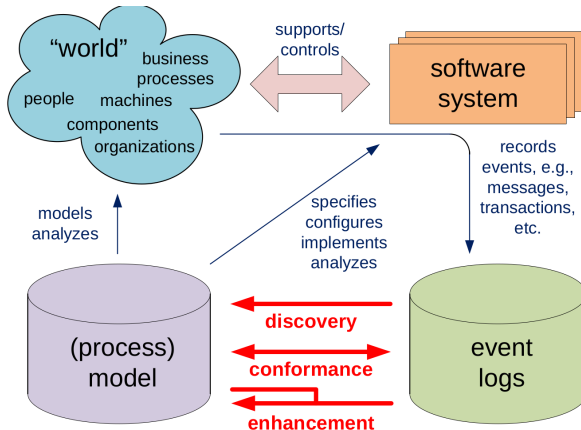 “world”
business
processes
people
machines
components
organizations
supports/
controls
software
system
records
events, e.g.,
messages,
transactions,
etc.
models
analyzes
specifies
configures
implements
analyzes
(process)
model
discovery
conformance
enhancement
event
logs